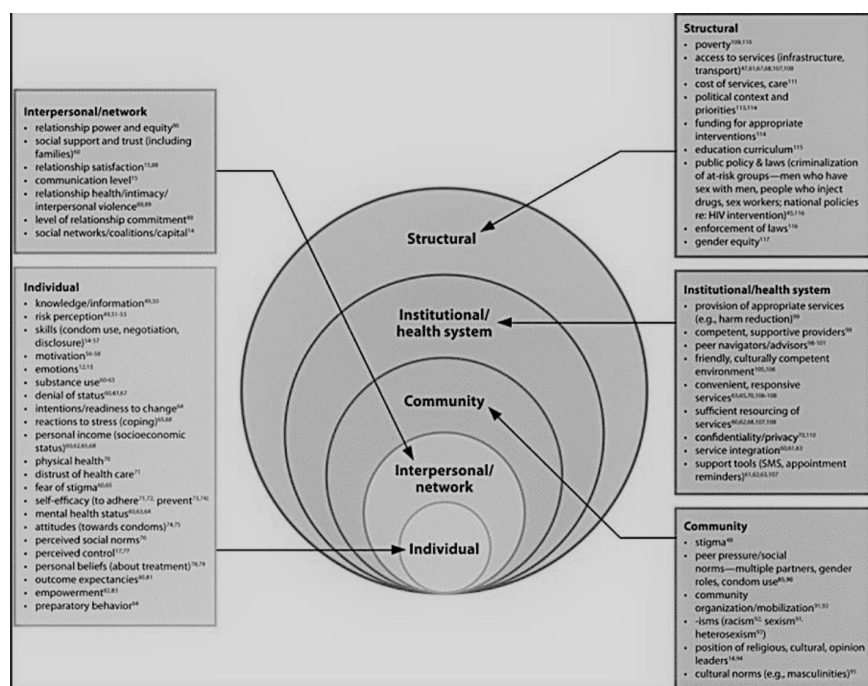 Interpersonal/network
• relationship power and equity
• social support and trust (including
families)
• relationship satisfaction
• communication level
• relationship health/intimacy/
interpersonal violence
• level of relationship commitment
• social networks/coalitions/capital
Individual
• knowledge/information
• risk perception
• skills (condom use, negotiation,
disclosure)
• motivation
• emotions
• substance use
• denial of status
• intentions/readiness to change
• reactions to stress (coping)
• personal income (socioeconomic
status)
• physical health
• distrust of health care
• fear of stigma
• self-efficacy (to adhere prevent
• mental health status
• attitudes (towards condoms)
• perceived social norms
• perceived control
• personal beliefs (about treatment)
• outcome expectancies
• empowerment
• preparatory behavior
Structural
Institutional/
health system
Community
Interpersonal/
network
Individual
Structural
• poverty
• access to services (infrastructure,
transport)
• cost of services, care
• political context and
priorities
• funding for appropriate
interventions
• education curriculum
• public policy & laws (criminalization
of at-risk groups—men who have
sex with men, people who inject
drugs, sex workers; national policies
re: HIV intervention)
• enforcement of laws
• gender equity
Institutional/health system
• provision of appropriate services
(e.g., harm reduction)
• competent, supportive providers
• peer navigators/advisors
• friendly, culturally competent
environment
• convenient, responsive
services
• sufficient resourcing of
services
• confidentiality/privacy
• service integration
• support tools (SMS, appointment
reminders)
Community
• stigma
• peer pressure/social
norms—multiple partners, gender
roles, condom use
• community
organization/mobilization
• -isms (racism sexism
heterosexism)
• position of religious, cultural, opinion
leaders
• cultural norms (e.g., masculinities)